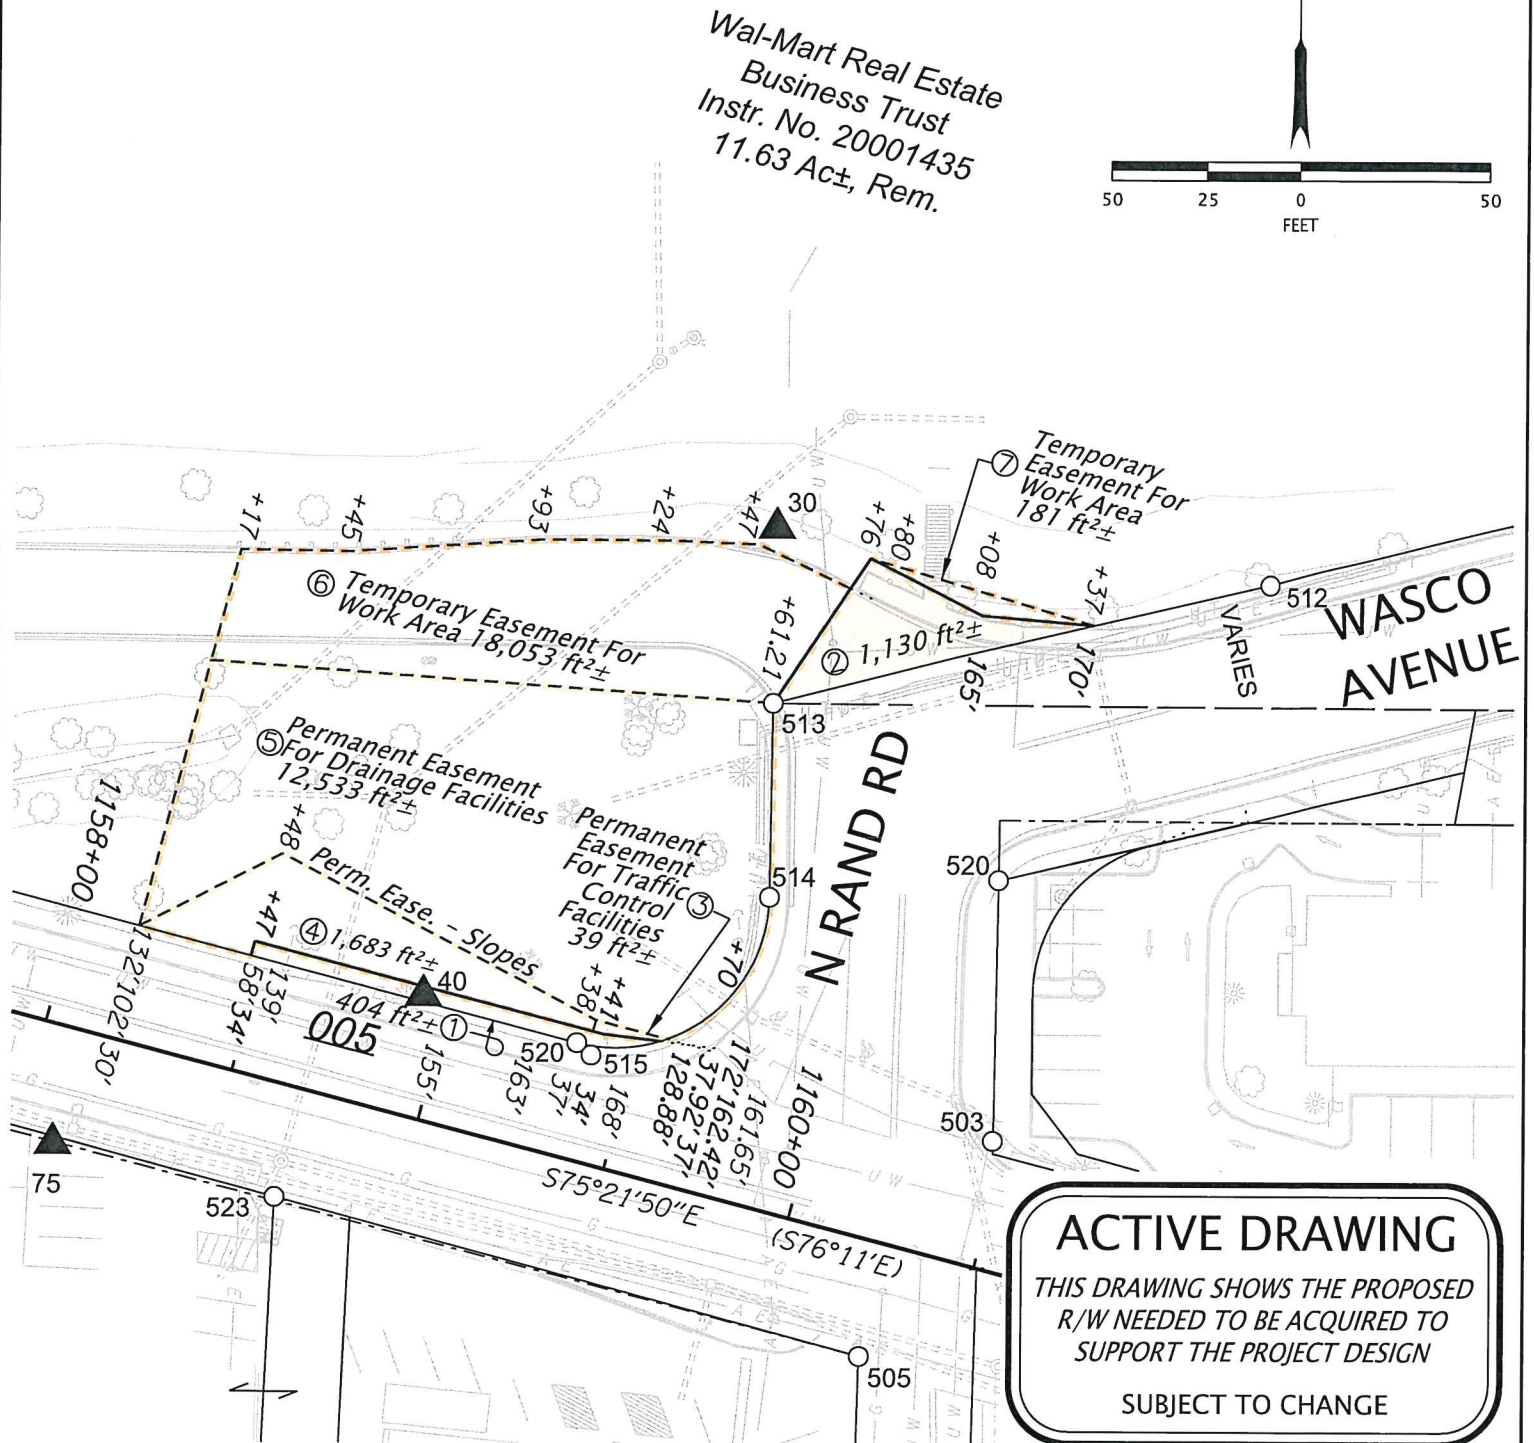 Wal-Mart Real Estate
Business Trust
Instr. No. 20001435
11.63 Ac±, Rem.
50 25 0 50
FEET
⑦ Temporary
Easement For
Work Area
181 ft²±
+17
+45
+93
+24
+47
30
+76
+80
+08
+37
512
WASCO
AVENUE
VARIES
⑥ Temporary Easement For
Work Area 18,053 ft²±
+61.21
② 1,130 ft²±
165'
170'
513
⑤ Permanent Easement
For Drainage Facilities
12,533 ft²±
N RAND RD
1158+00
+48
Perm. Ease. - Slopes
Permanent
Easement
For Traffic ③
Control
Facilities
39 ft²±
514
520
+47
④ 1,683 ft²±
40
+38
+41
+70
404 ft²± ①
005
520
515
132'
102'
30'
58'
34'
139'
155'
163'
37'
34'
168'
128.88'
37.92'
37'
172'
162.42'
161.65'
1160+00
503
75
523
S75°21'50"E
(S76°11'E)
505
ACTIVE DRAWING
THIS DRAWING SHOWS THE PROPOSED
R/W NEEDED TO BE ACQUIRED TO
SUPPORT THE PROJECT DESIGN
SUBJECT TO CHANGE